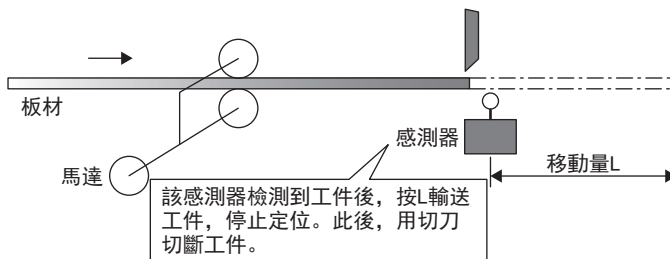 板材
感測器
移動量L
馬達
該感測器檢測到工件後，按L輸送
工件，停止定位。此後，用切刀
切斷工件。